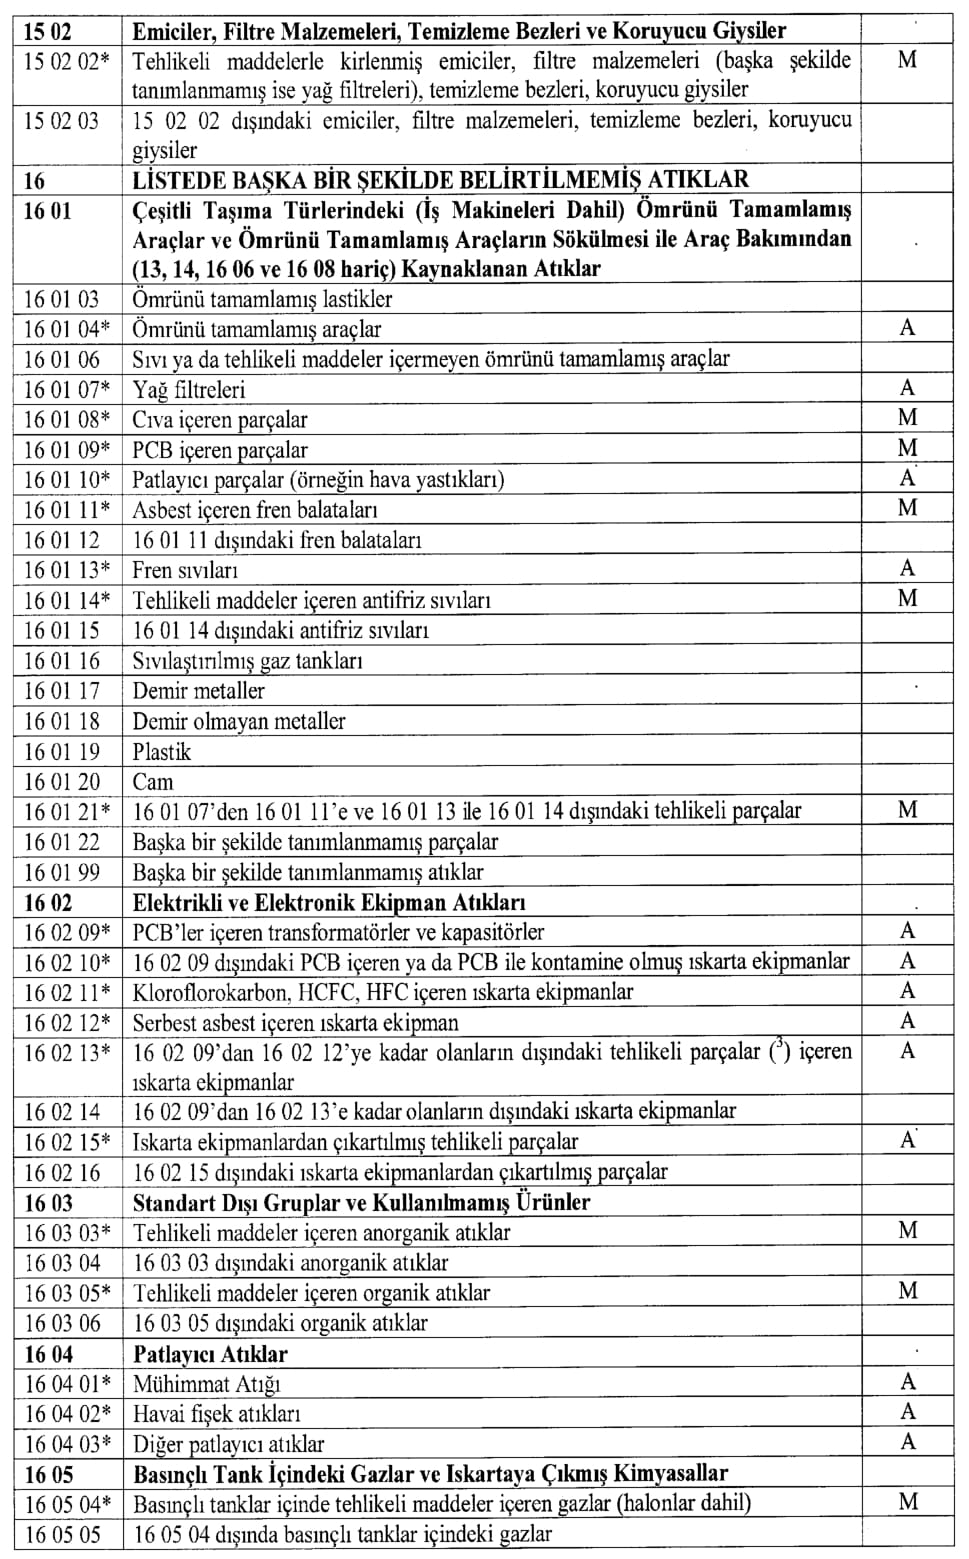 15 02 Emiciler, Filtre Malzemeleri, Temizleme Bezleri ve Koruyucu Giysiler
15 02 02* Tehlikeli maddelerle kirlenmiş emiciler, filtre malzemeleri (başka şekilde M
tanımlanmamış ise yağ filtreleri), temizleme bezleri, koruyucu giysiler
15 02 03 15 02 02 dışındaki emiciler, filtre malzemeleri, temizleme bezleri, koruyucu
giysiler
16 LİSTEDE BAŞKA BİR ŞEKİLDE BELİRTİLMEMİŞ ATIKLAR
16 01 Çeşitli Taşıma Türlerindeki (İş Makineleri Dahil) Ömrünü Tamamlamış
Araçlar ve Ömrünü Tamamlamış Araçların Sökülmesi ile Araç Bakımından
(13, 14, 16 06 ve 16 08 hariç) Kaynaklanan Atıklar
16 01 03 Ömrünü tamamlamış lastikler
16 01 04* Ömrünü tamamlamış araçlar A
16 01 06 Sıvı ya da tehlikeli maddeler içermeyen ömrünü tamamlamış araçlar
16 01 07* Yağ filtreleri A
16 01 08* Cıva içeren parçalar M
16 01 09* PCB içeren parçalar M
16 01 10* Patlayıcı parçalar (örneğin hava yastıkları) A
16 01 11* Asbest içeren fren balataları M
16 01 12 16 01 11 dışındaki fren balataları
16 01 13* Fren sıvıları A
16 01 14* Tehlikeli maddeler içeren antifriz sıvıları M
16 01 15 16 01 14 dışındaki antifriz sıvıları
16 01 16 Sıvılaştırılmış gaz tankları
16 01 17 Demir metaller
16 01 18 Demir olmayan metaller
16 01 19 Plastik
16 01 20 Cam
16 01 21* 16 01 07’den 16 01 11’e ve 16 01 13 ile 16 01 14 dışındaki tehlikeli parçalar M
16 01 22 Başka bir şekilde tanımlanmamış parçalar
16 01 99 Başka bir şekilde tanımlanmamış atıklar
16 02 Elektrikli ve Elektronik Ekipman Atıkları
16 02 09* PCB’ler içeren transformatörler ve kapasitörler A
16 02 10* 16 02 09 dışındaki PCB içeren ya da PCB ile kontamine olmuş ıskarta ekipmanlar A
16 02 11* Kloroflorokarbon, HCFC, HFC içeren ıskarta ekipmanlar A
16 02 12* Serbest asbest içeren ıskarta ekipman A
16 02 13* 16 02 09’dan 16 02 12’ye kadar olanların dışındaki tehlikeli parçalar (³) içeren A
ıskarta ekipmanlar
16 02 14 16 02 09’dan 16 02 13’e kadar olanların dışındaki ıskarta ekipmanlar
16 02 15* Iskarta ekipmanlardan çıkartılmış tehlikeli parçalar A
16 02 16 16 02 15 dışındaki ıskarta ekipmanlardan çıkartılmış parçalar
16 03 Standart Dışı Gruplar ve Kullanılmamış Ürünler
16 03 03* Tehlikeli maddeler içeren anorganik atıklar M
16 03 04 16 03 03 dışındaki anorganik atıklar
16 03 05* Tehlikeli maddeler içeren organik atıklar M
16 03 06 16 03 05 dışındaki organik atıklar
16 04 Patlayıcı Atıklar
16 04 01* Mühimmat Atığı A
16 04 02* Havai fişek atıkları A
16 04 03* Diğer patlayıcı atıklar A
16 05 Basınçlı Tank İçindeki Gazlar ve Iskartaya Çıkmış Kimyasallar
16 05 04* Basınçlı tanklar içinde tehlikeli maddeler içeren gazlar (halonlar dahil) M
16 05 05 16 05 04 dışında basınçlı tanklar içindeki gazlar